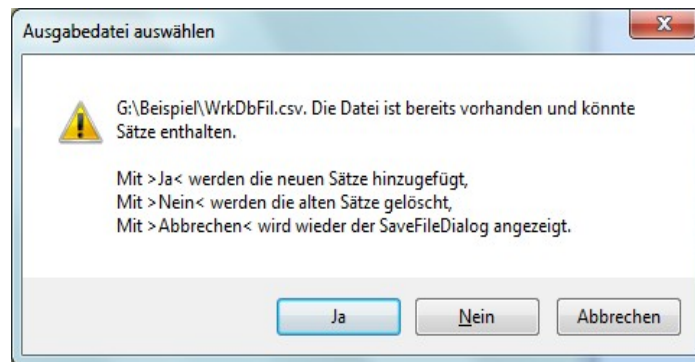 Ausgabedatei auswählen
G:\Beispiel\WrkDbFil.csv. Die Datei ist bereits vorhanden und könnte
Sätze enthalten.
Mit >Ja< werden die neuen Sätze hinzugefügt,
Mit >Nein< werden die alten Sätze gelöscht,
Mit >Abbrechen< wird wieder der SaveFileDialog angezeigt.
Ja Nein Abbrechen